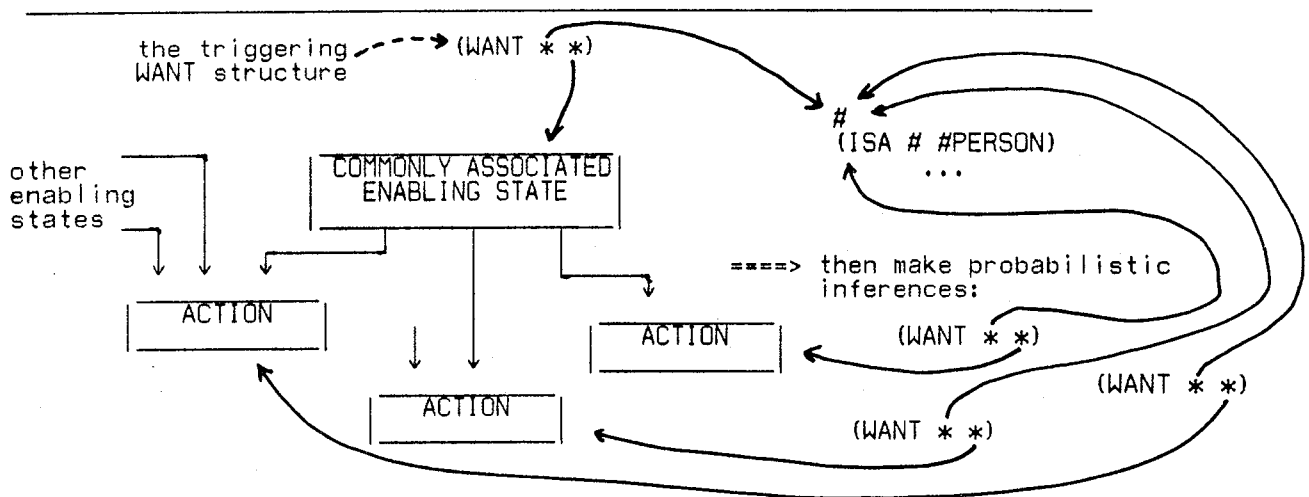 the triggering
WANT structure
(WANT * *)
#
(ISA # #PERSON)
...
other
enabling
states
COMMONLY ASSOCIATED
ENABLING STATE
====> then make probabilistic
inferences:
ACTION
ACTION
(WANT * *)
(WANT * *)
ACTION
(WANT * *)